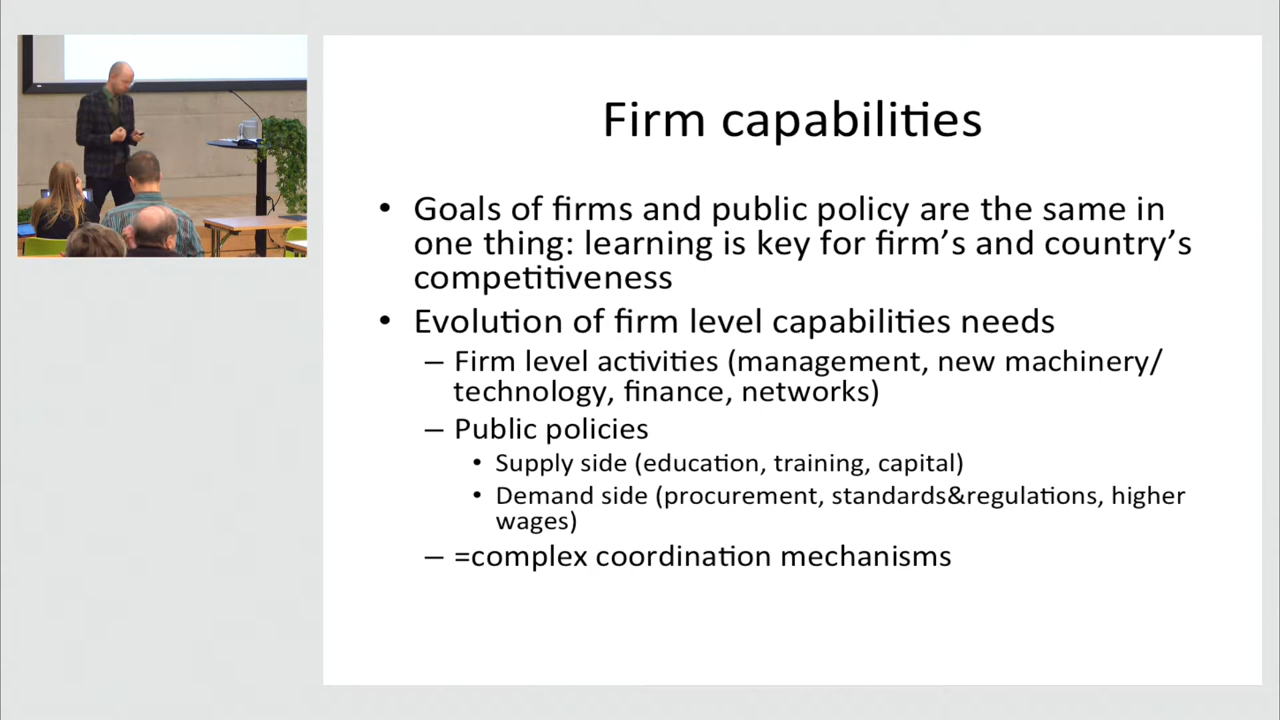 Firm capabilities
• Goals of firms and public policy are the same in
one thing: learning is key for firm’s and country’s
competitiveness
• Evolution of firm level capabilities needs
– Firm level activities (management, new machinery/
technology, finance, networks)
– Public policies
• Supply side (education, training, capital)
• Demand side (procurement, standards&regulations, higher
wages)
– =complex coordination mechanisms